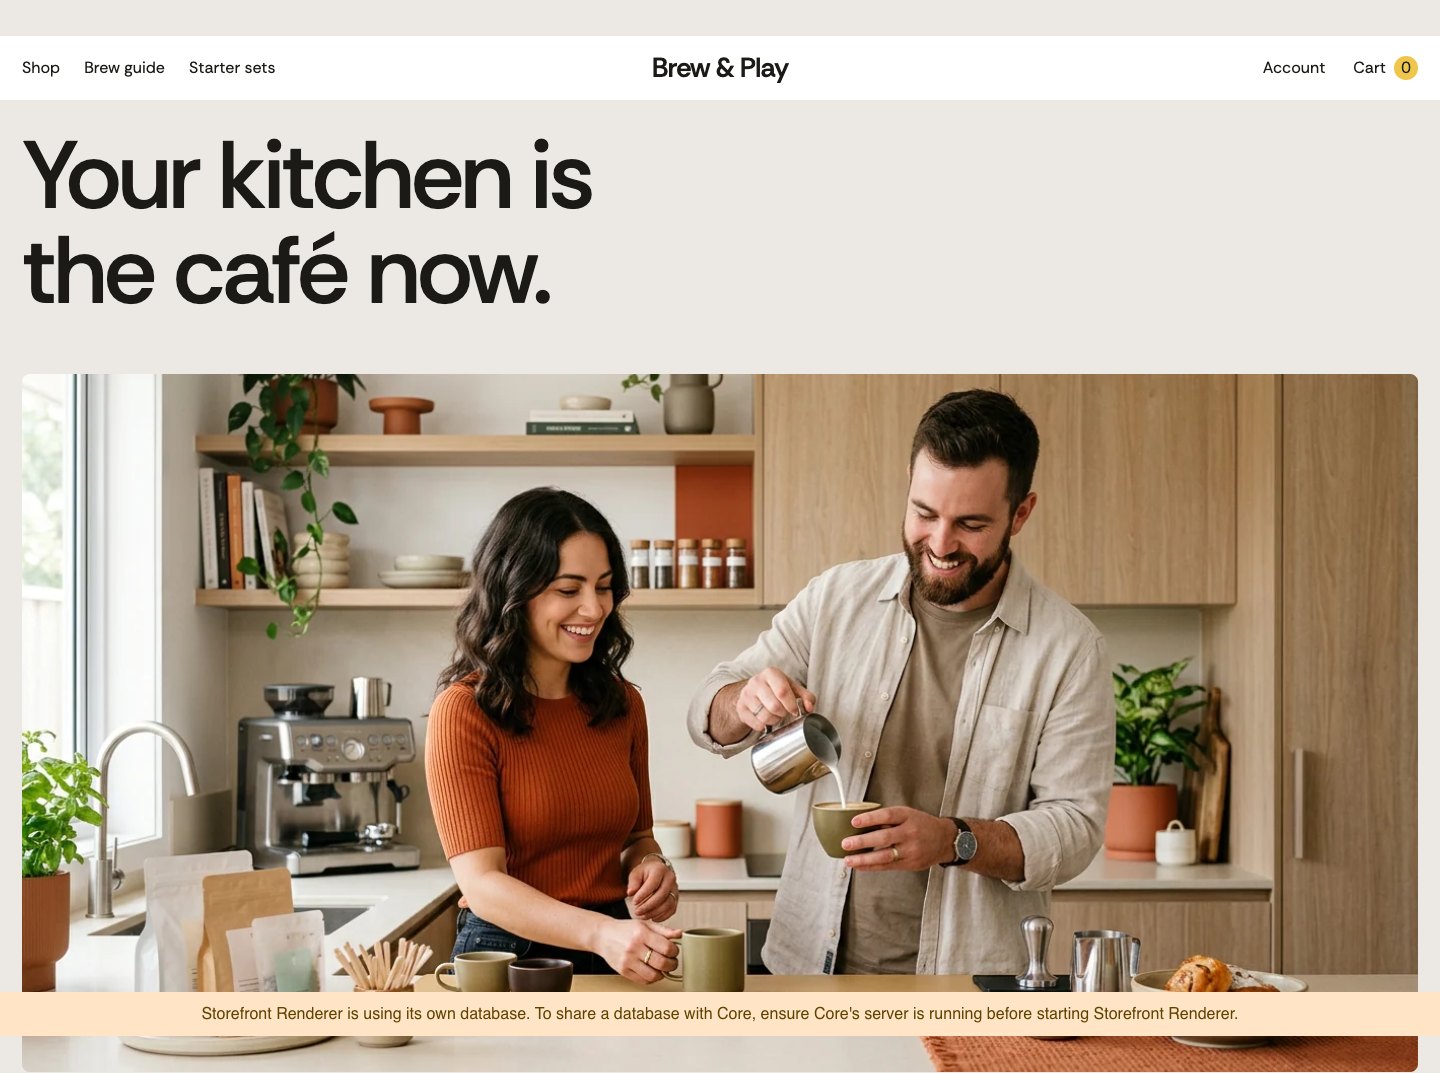 Shop Brew guide Starter sets Brew & Play Account Cart 0
Your kitchen is
the café now.
Storefront Renderer is using its own database. To share a database with Core, ensure Core's server is running before starting Storefront Renderer.